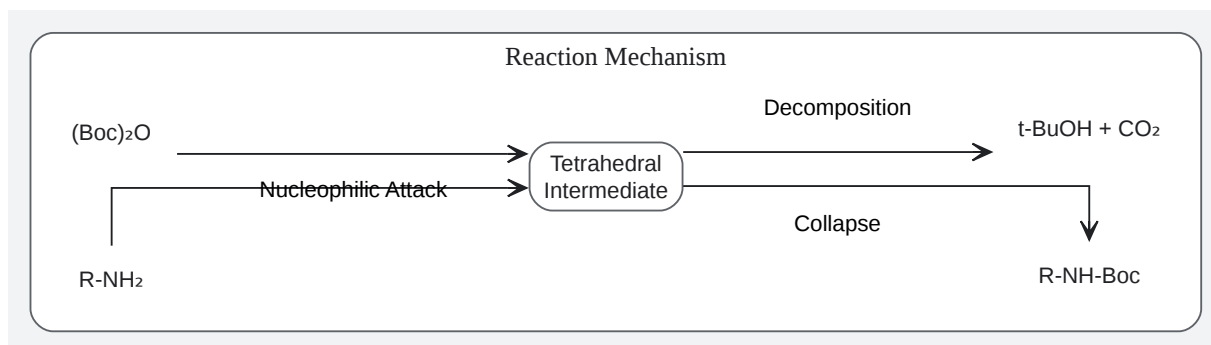 Reaction Mechanism
(Boc)₂O
Nucleophilic Attack
R-NH₂
Tetrahedral
Intermediate
Decomposition
t-BuOH + CO₂
Collapse
R-NH-Boc